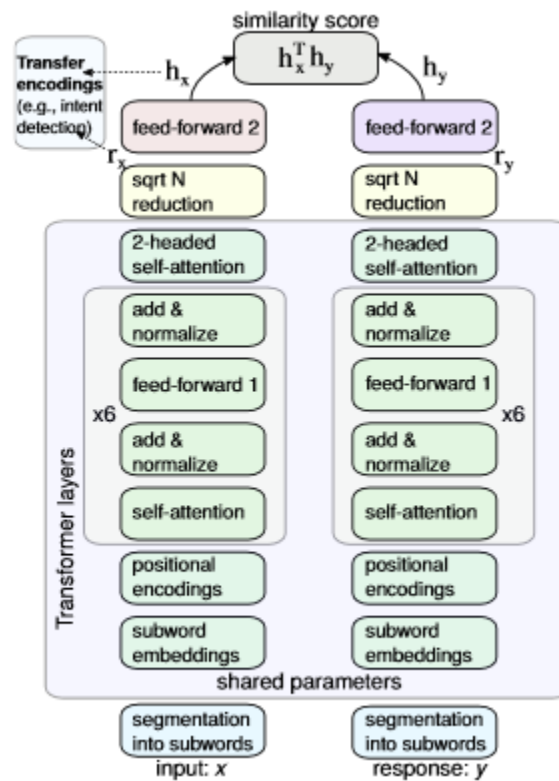 similarity score
h_x^T h_y
Transfer
encodings
(e.g., intent
detection)
h_x
h_y
feed-forward 2
feed-forward 2
r_x
r_y
sqrt N
reduction
sqrt N
reduction
2-headed
self-attention
2-headed
self-attention
add &
normalize
add &
normalize
feed-forward 1
feed-forward 1
x6
x6
add &
normalize
add &
normalize
self-attention
self-attention
Transformer layers
positional
encodings
positional
encodings
subword
embeddings
subword
embeddings
shared parameters
segmentation
into subwords
segmentation
into subwords
input: x
response: y